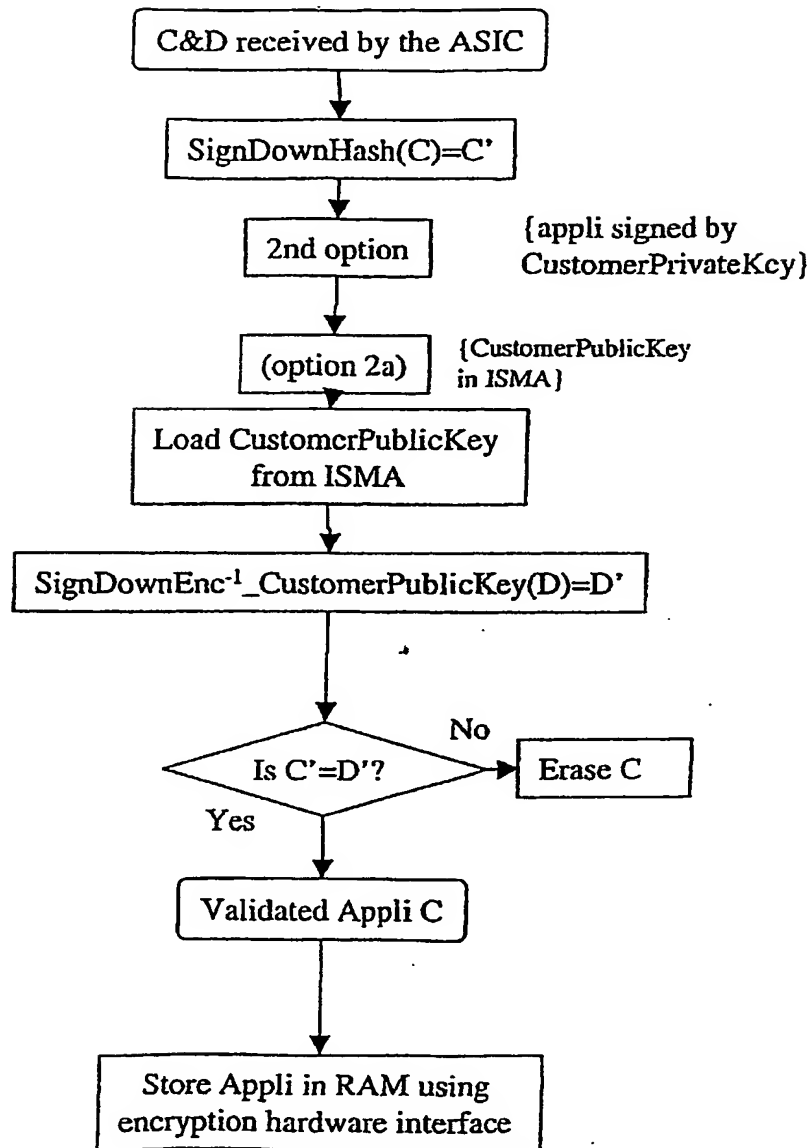 C&D received by the ASIC
SignDownHash(C)=C'
2nd option
{appli signed by
CustomerPrivateKey}
(option 2a)
{CustomerPublicKey
in ISMA}
Load CustomerPublicKey
from ISMA
SignDownEnc⁻¹_CustomerPublicKey(D)=D'
Is C'=D'?
No
Erase C
Yes
Validated Appli C
Store Appli in RAM using
encryption hardware interface